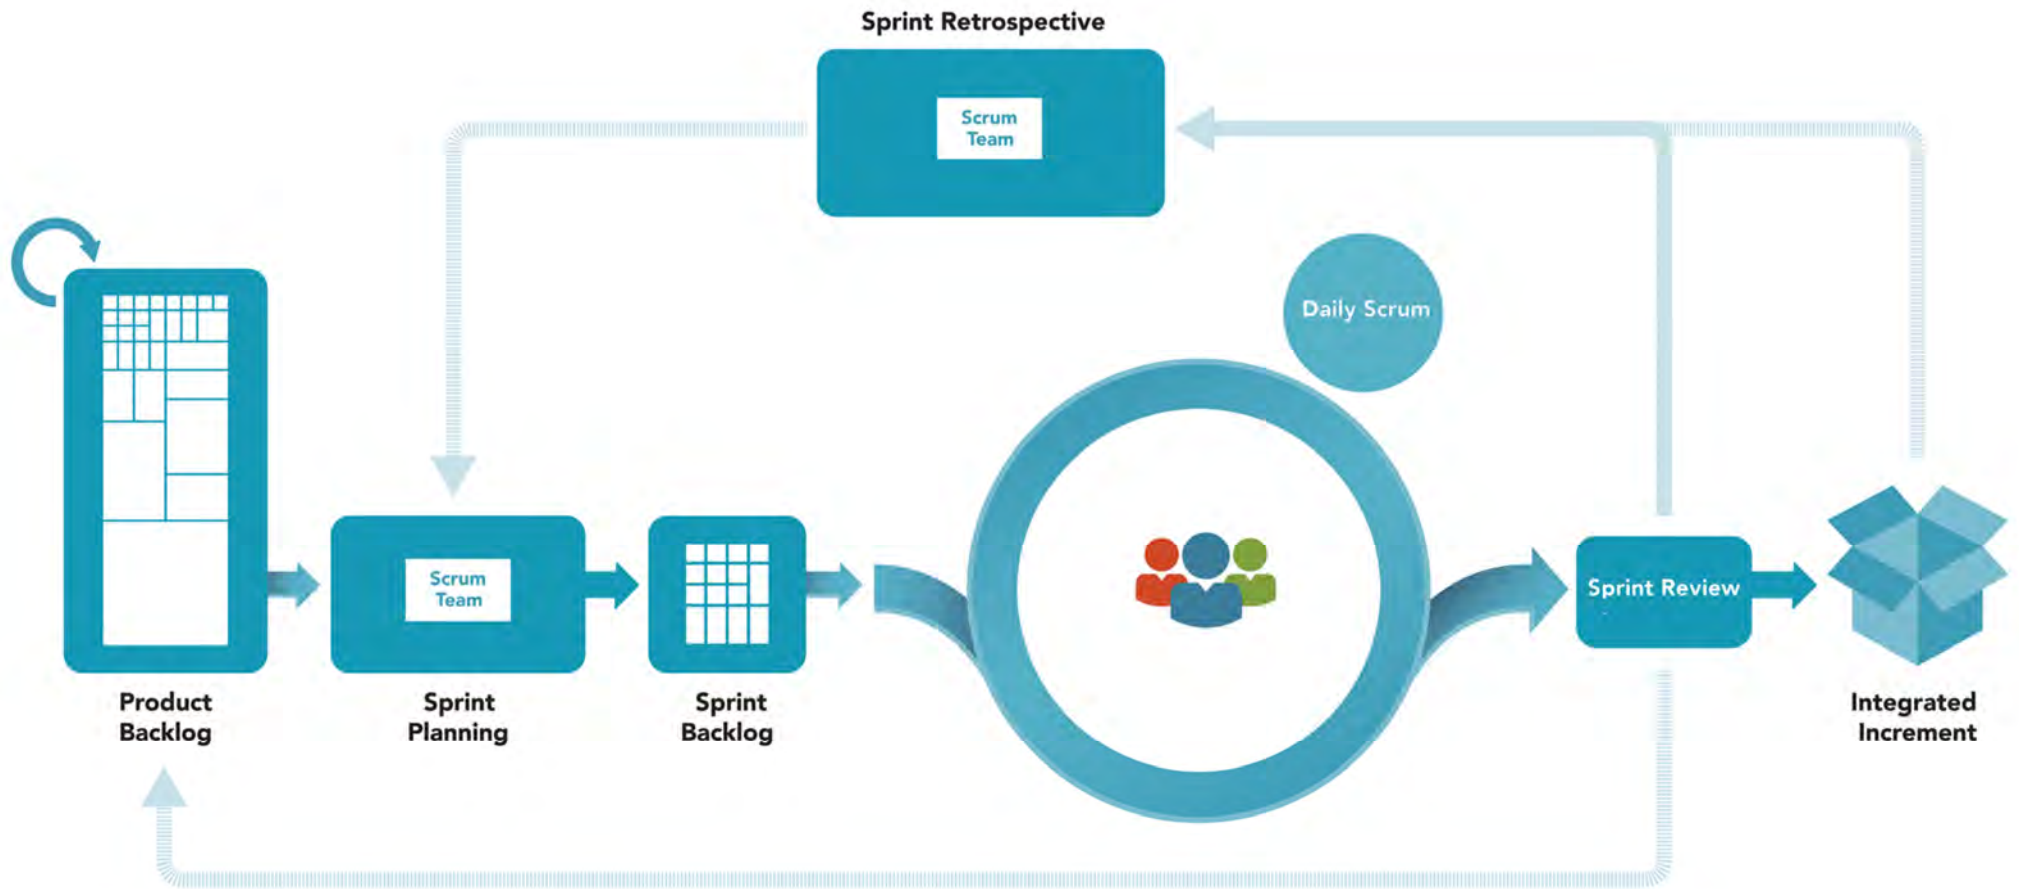 Sprint Retrospective
Scrum
Team
Daily Scrum
Scrum
Team
Sprint Review
Product
Backlog
Sprint
Planning
Sprint
Backlog
Integrated
Increment